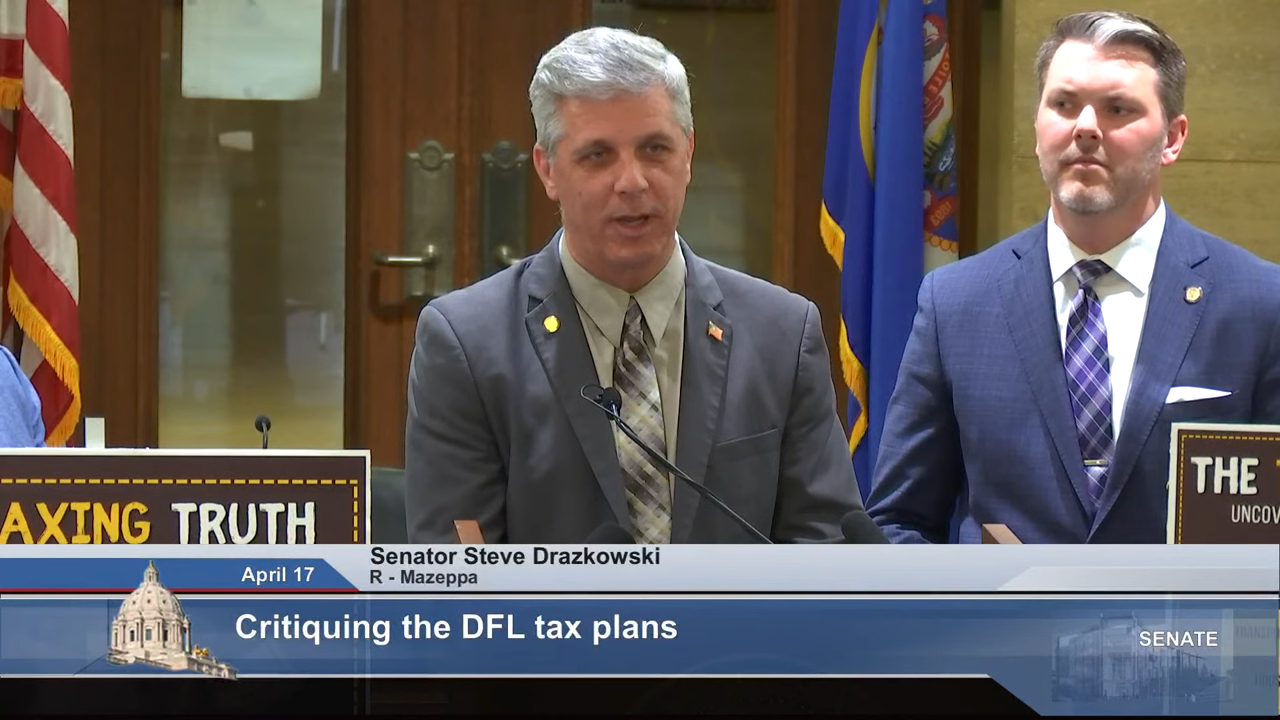 AXING TRUTH
THE
UNCOV
Senator Steve Drazkowski
April 17
R - Mazeppa
Critiquing the DFL tax plans
SENATE